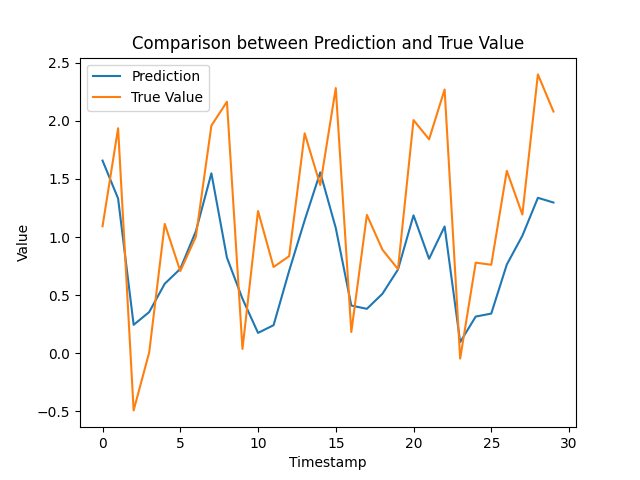 Comparison between Prediction and True Value
Prediction
True Value
2.5
2.0
1.5
1.0
0.5
0.0
−0.5
Value
0 5 10 15 20 25 30
Timestamp